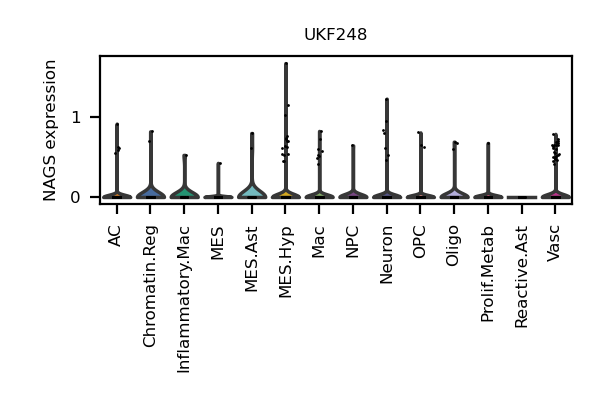 UKF248
NAGS expression
1
0
AC
Chromatin.Reg
Inflammatory.Mac
MES
MES.Ast
MES.Hyp
Mac
NPC
Neuron
OPC
Oligo
Prolif.Metab
Reactive.Ast
Vasc